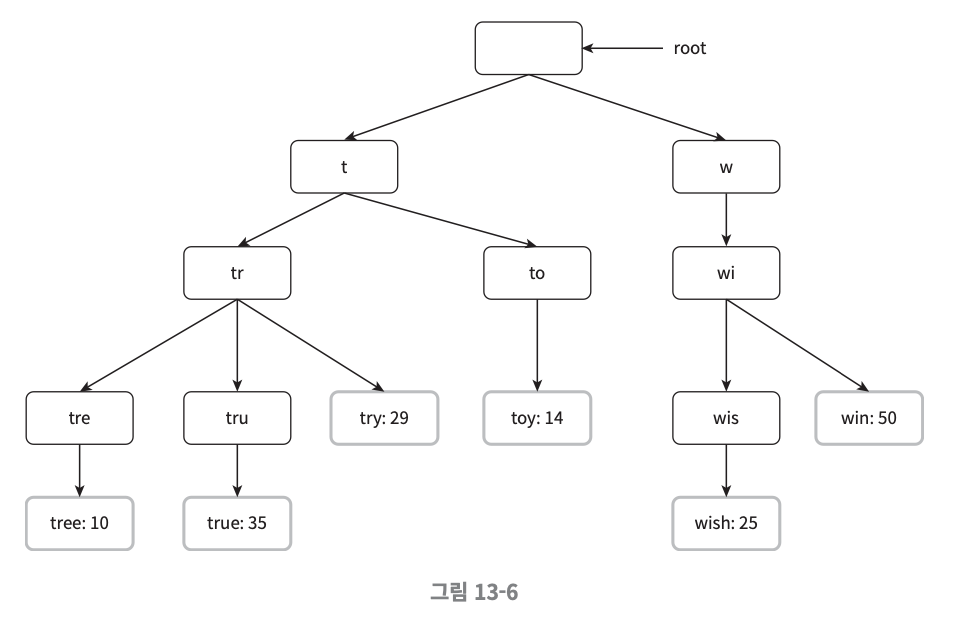 root
t
w
tr
to
wi
tre
tru
try: 29
toy: 14
wis
win: 50
tree: 10
true: 35
wish: 25
그림 13-6